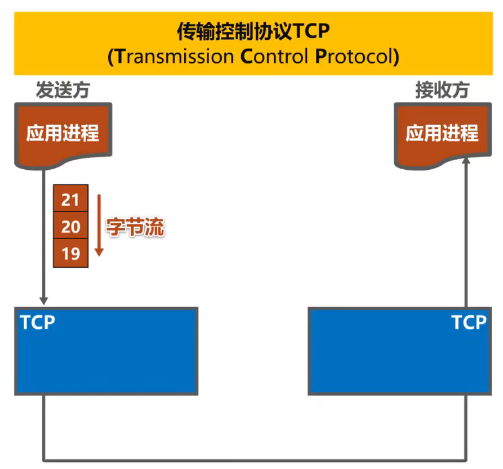 传输控制协议TCP
(Transmission Control Protocol)
发送方
接收方
应用进程
应用进程
21
20
19
字节流
TCP
TCP